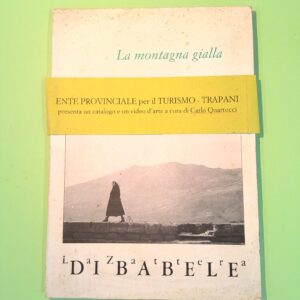 La montagna gialla
ENTE PROVINCIALE per il TURISMO - TRAPANI
presenta un catalogo e un video d'arte a cura di Carlo Quartucci
La Zattera
DI BABELE